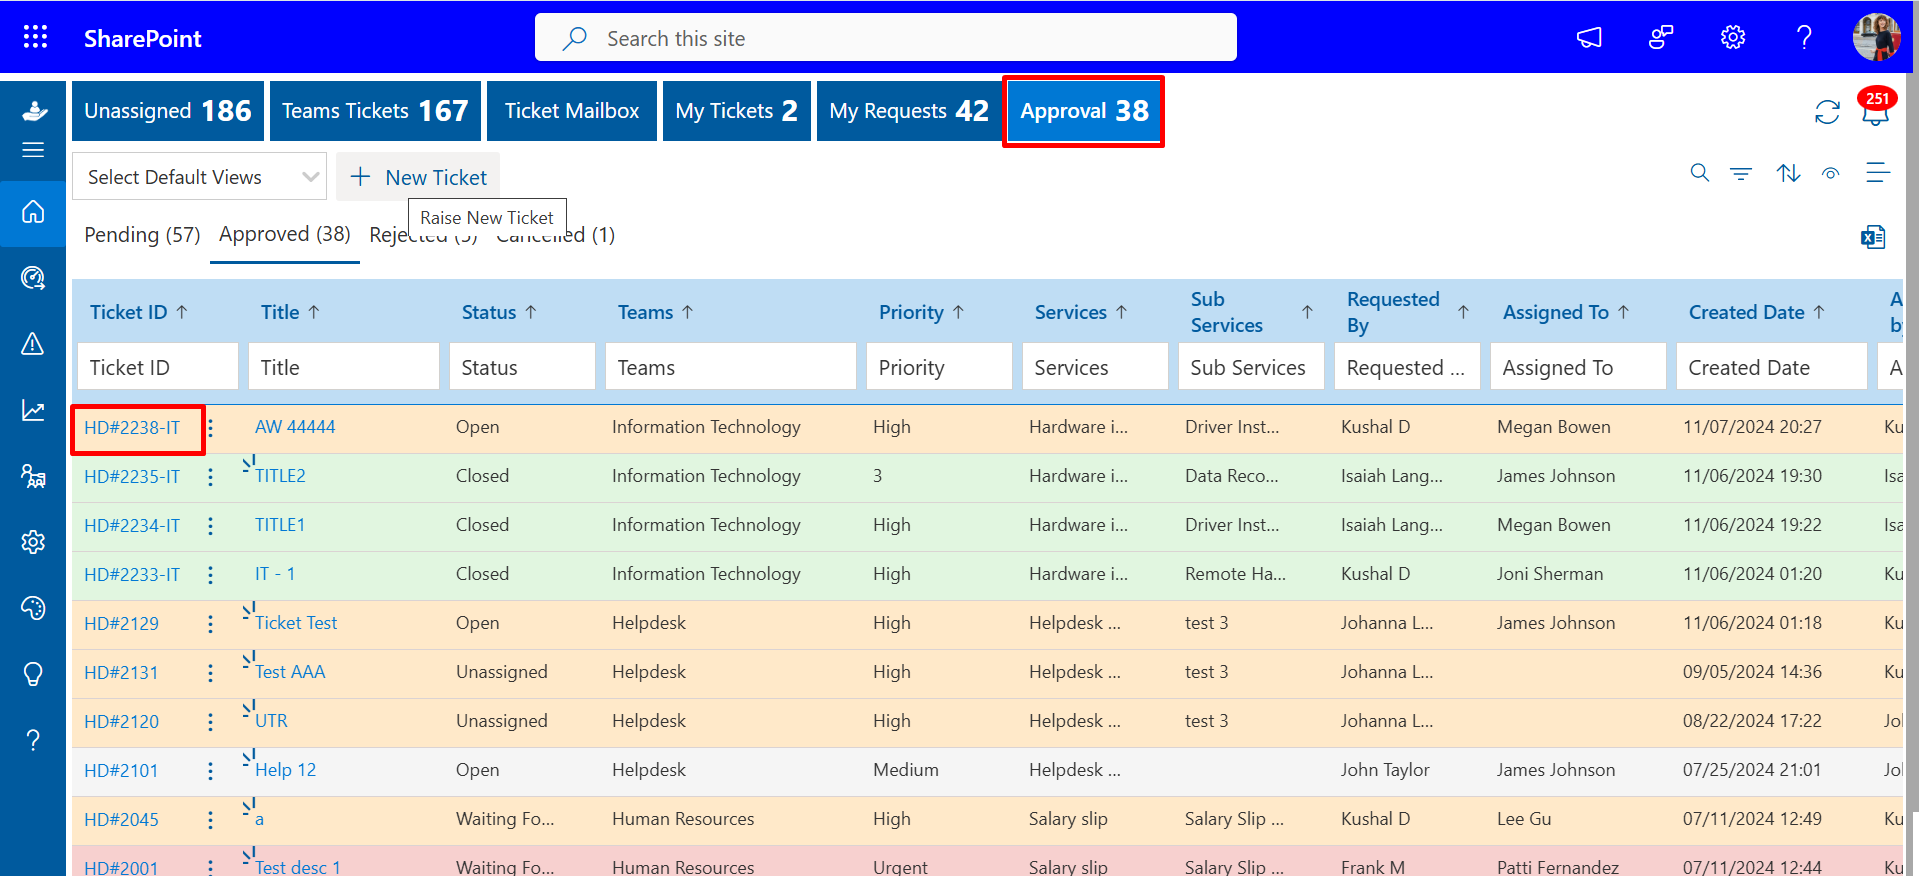 SharePoint
Search this site
Unassigned 186 Teams Tickets 167 Ticket Mailbox My Tickets 2 My Requests 42 Approval 38
251
Select Default Views New Ticket
Raise New Ticket
Pending (57) Approved (38) Rejected Cancelled (1)
Ticket ID Title Status Teams Priority Services Sub Services Requested By Assigned To Created Date
Ticket ID Title Status Teams Priority Services Sub Services Requested ... Assigned To Created Date
HD#2238-IT AW 44444 Open Information Technology High Hardware i... Driver Inst... Kushal D Megan Bowen 11/07/2024 20:27 Ku
HD#2235-IT TITLE2 Closed Information Technology 3 Hardware i... Data Reco... Isaiah Lang... James Johnson 11/06/2024 19:30 Isa
HD#2234-IT TITLE1 Closed Information Technology High Hardware i... Driver Inst... Isaiah Lang... Megan Bowen 11/06/2024 19:22 Isa
HD#2233-IT IT - 1 Closed Information Technology High Hardware i... Remote Ha... Kushal D Joni Sherman 11/06/2024 01:20 Ku
HD#2129 Ticket Test Open Helpdesk High Helpdesk ... test 3 Johanna L... James Johnson 11/06/2024 01:18 Ku
HD#2131 Test AAA Unassigned Helpdesk High Helpdesk ... test 3 Johanna L... 09/05/2024 14:36 Ku
HD#2120 UTR Unassigned Helpdesk High Helpdesk ... test 3 Johanna L... 08/22/2024 17:22 Jo
HD#2101 Help 12 Open Helpdesk Medium Helpdesk ... John Taylor James Johnson 07/25/2024 21:01 Jo
HD#2045 a Waiting Fo... Human Resources High Salary slip Salary Slip ... Kushal D Lee Gu 07/11/2024 12:49 Ku
HD#2001 Test desc 1 Waiting Fo... Human Resources Urgent Salary slip Salary Slip ... Frank M Patti Fernandez 07/11/2024 12:44 Ku